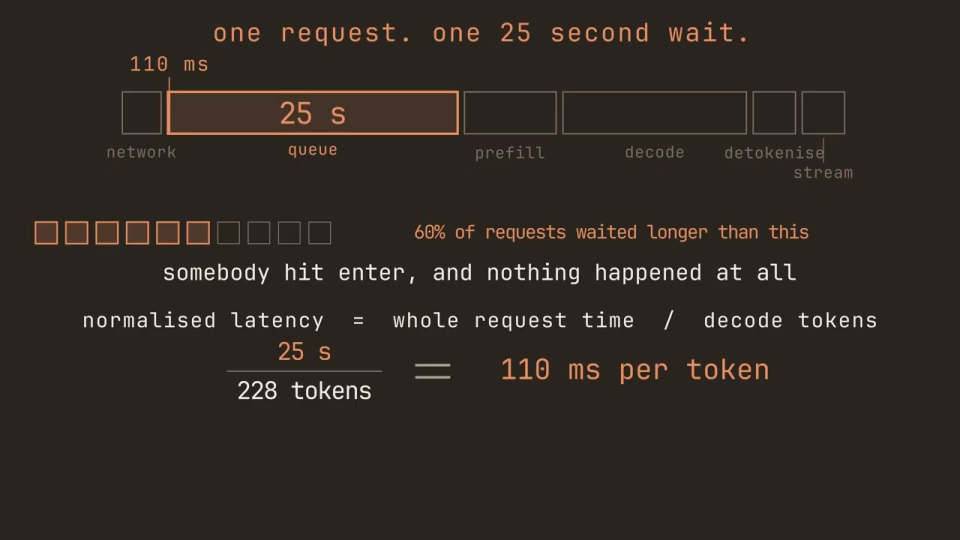 one request. one 25 second wait.
110 ms
25 s
network queue prefill decode detokenise
stream
60% of requests waited longer than this
somebody hit enter, and nothing happened at all
normalised latency = whole request time / decode tokens
25 s
228 tokens
= 110 ms per token